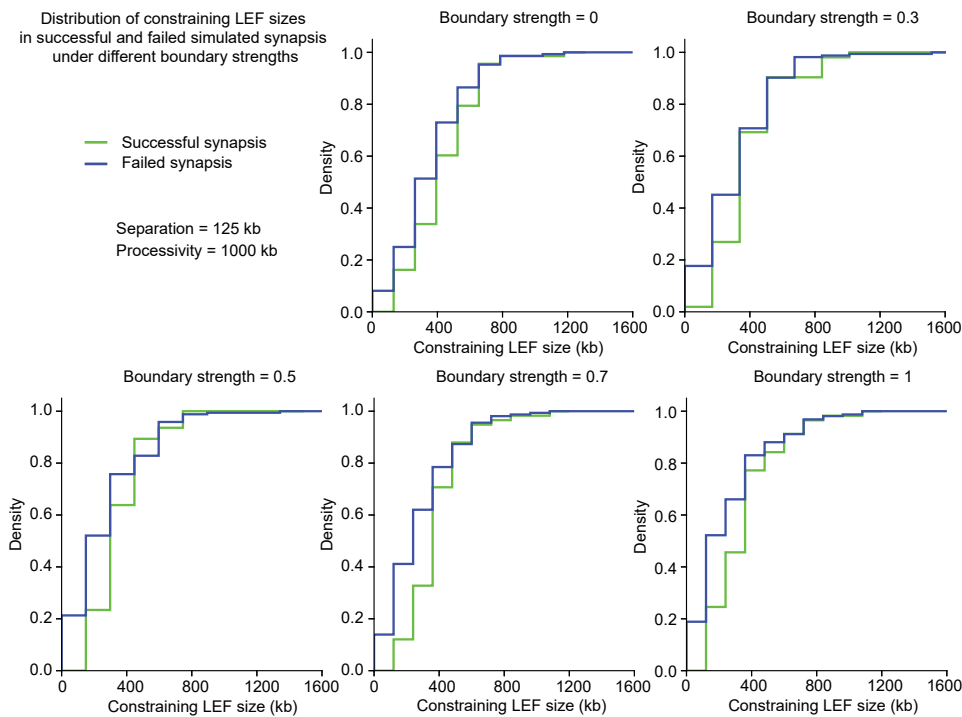 Distribution of constraining LEF sizes
in successful and failed simulated synapsis
under different boundary strengths
Successful synapsis
Failed synapsis
Separation = 125 kb
Processivity = 1000 kb
Boundary strength = 0
Density
1.0
0.8
0.6
0.4
0.2
0.0
0 400 800 1200 1600
Constraining LEF size (kb)
Boundary strength = 0.3
Density
1.0
0.8
0.6
0.4
0.2
0.0
0 400 800 1200 1600
Constraining LEF size (kb)
Boundary strength = 0.5
Density
1.0
0.8
0.6
0.4
0.2
0.0
0 400 800 1200 1600
Constraining LEF size (kb)
Boundary strength = 0.7
Density
1.0
0.8
0.6
0.4
0.2
0.0
0 400 800 1200 1600
Constraining LEF size (kb)
Boundary strength = 1
Density
1.0
0.8
0.6
0.4
0.2
0.0
0 400 800 1200 1600
Constraining LEF size (kb)